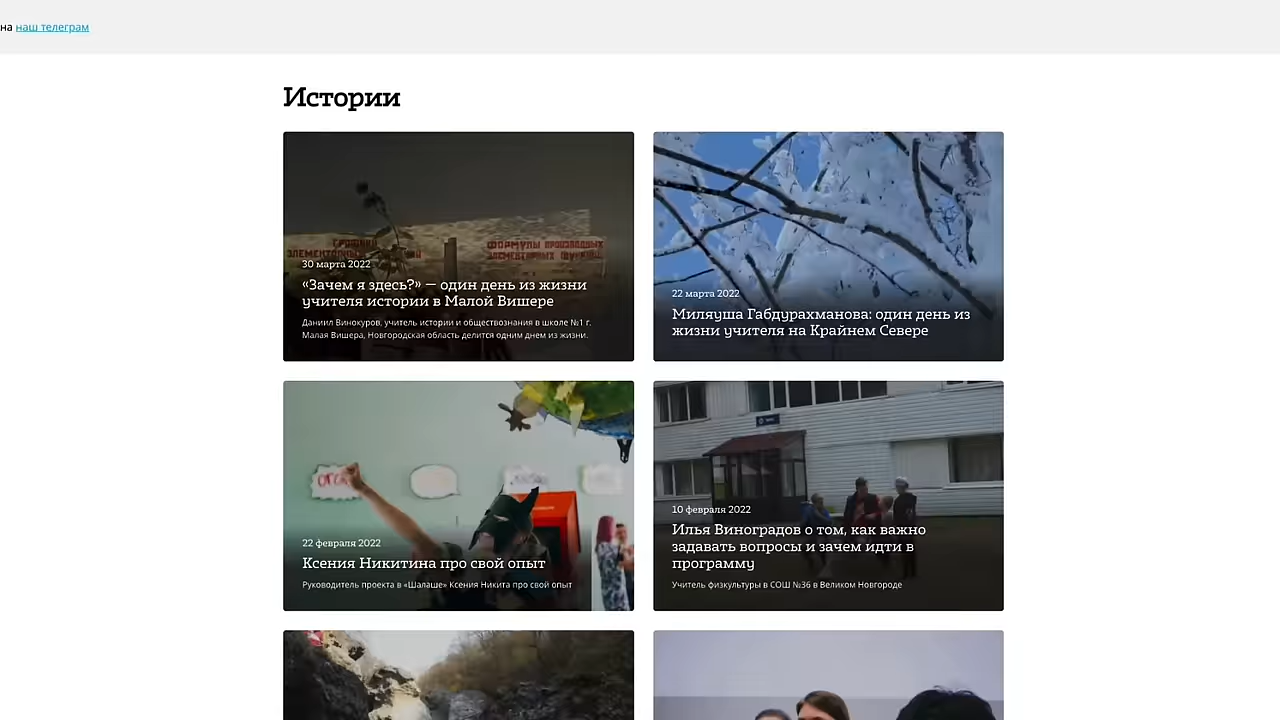 на наш телеграм
Истории
ГРАФИКИ
ФОРМУЛЫ ПРОИЗВОДНЫХ
30 марта 2022
«Зачем я здесь?» — один день из жизни
учителя истории в Малой Вишере
Даниил Винокуров, учитель истории и обществознания в школе №1 г.
Малая Вишера, Новгородская область делится одним днем из жизни.
22 марта 2022
Миляуша Габдурахманова: один день из
жизни учителя на Крайнем Севере
22 февраля 2022
Ксения Никитина про свой опыт
Руководитель проекта в «Шалаше» Ксения Никита про свой опыт
10 февраля 2022
Илья Виноградов о том, как важно
задавать вопросы и зачем идти в
программу
Учитель физкультуры в СОШ №36 в Великом Новгороде